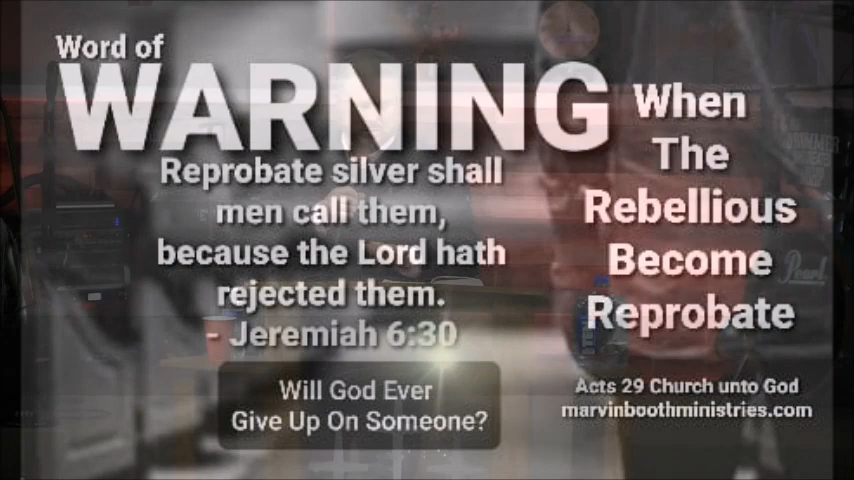 Word of
WARNING
Reprobate silver shall
men call them,
because the Lord hath
rejected them.
- Jeremiah 6:30
Will God Ever
Give Up On Someone?
When
The
Rebellious
Become
Reprobate
Acts 29 Church unto God
marvinboothministries.com
Pearl